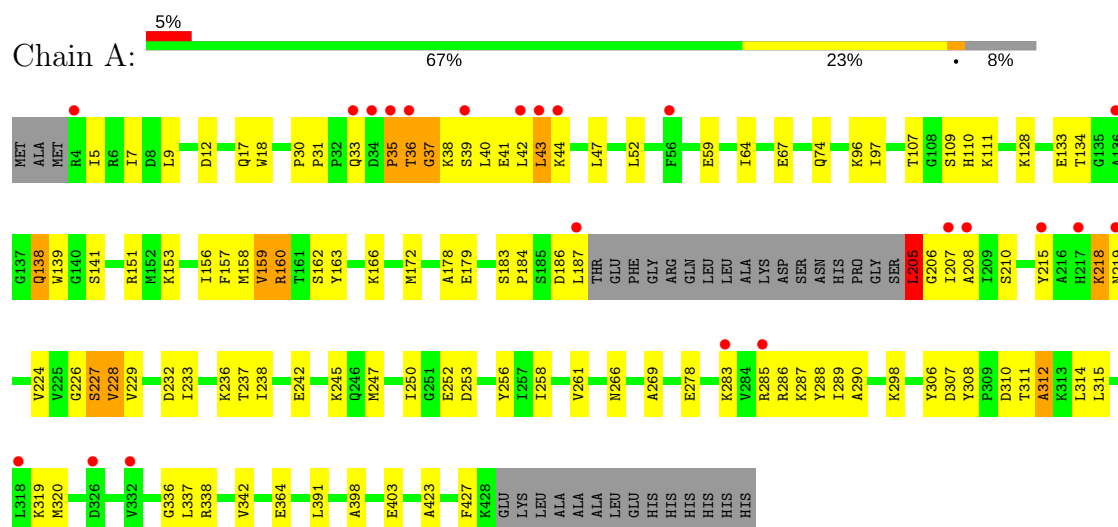 5%
Chain A:
67% 23% • 8%
MET ALA MET R4 I5 R6 I7 D8 L9 D12 Q17 W18 P30 P31 P32 Q33 D34 P35 T36 G37 K38 S39 L40 E41 L42 L43 K44 L47 L52 F56 E59 I64 E67 Q74 K96 I97 T107 G108 S109 H110 K111 K128 E133 T134 G135 A136
G137 Q138 W139 G140 S141 R151 M152 K153 I156 F157 M158 V159 R160 T161 S162 Y163 K166 M172 A178 E179 S183 P184 S185 D186 L187 THR GLU PHE GLY ARG GLN LEU LEU ALA LYS ASP SER ASN HIS PRO GLY SER L205 G206 I207 A208 I209 S210 Y215 A216 H217 K218 N219
V224 V225 G226 S227 V228 V229 D232 I233 K236 T237 I238 E242 K245 Q246 M247 I250 G251 E252 D253 Y256 I257 I258 V261 N266 A269 E278 K283 V284 R285 R286 K287 Y288 I289 A290 K298 Y306 D307 Y308 P309 D310 T311 A312 K313 L314 L315
L318 K319 M320 D326 V332 G336 L337 R338 V342 E364 L391 A398 E403 A423 F427 K428 GLU LYS LEU ALA ALA ALA LEU GLU HIS HIS HIS HIS HIS HIS